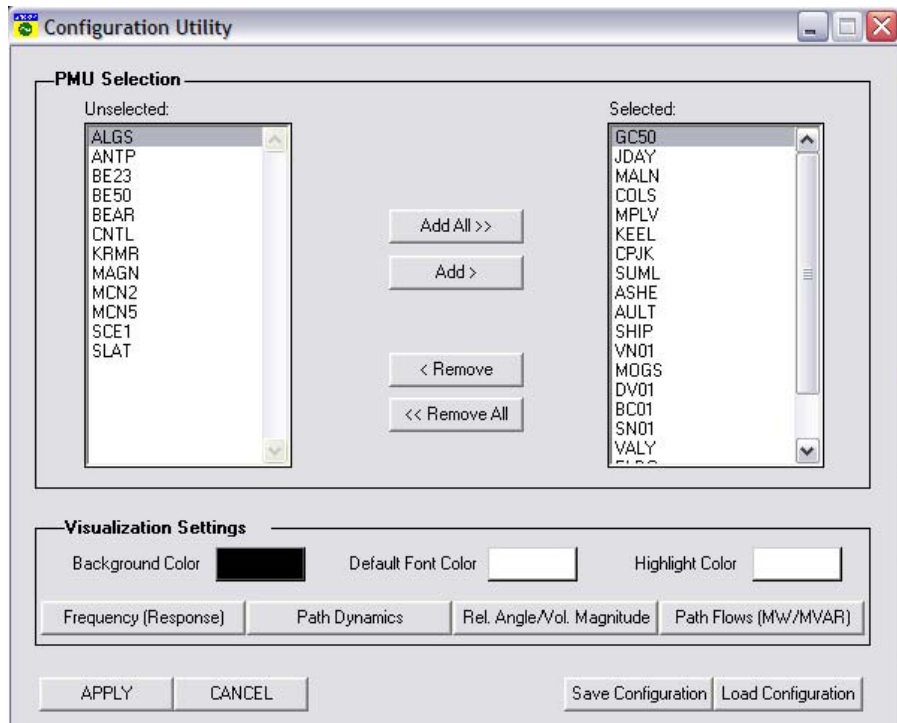 Configuration Utility
PMU Selection
Unselected:
ALGS
ANTP
BE23
BE50
BEAR
CNTL
KRMR
MAGN
MCN2
MCN5
SCE1
SLAT
Add All >>
Add >
< Remove
<< Remove All
Selected:
GC50
JDAY
MALN
COLS
MPLV
KEEL
CPJK
SUML
ASHE
AULT
SHIP
VN01
MOGS
DV01
BC01
SN01
VALY
Visualization Settings
Background Color
Default Font Color
Highlight Color
Frequency (Response)
Path Dynamics
Rel. Angle/Vol. Magnitude
Path Flows (MW/MVAR)
APPLY
CANCEL
Save Configuration
Load Configuration